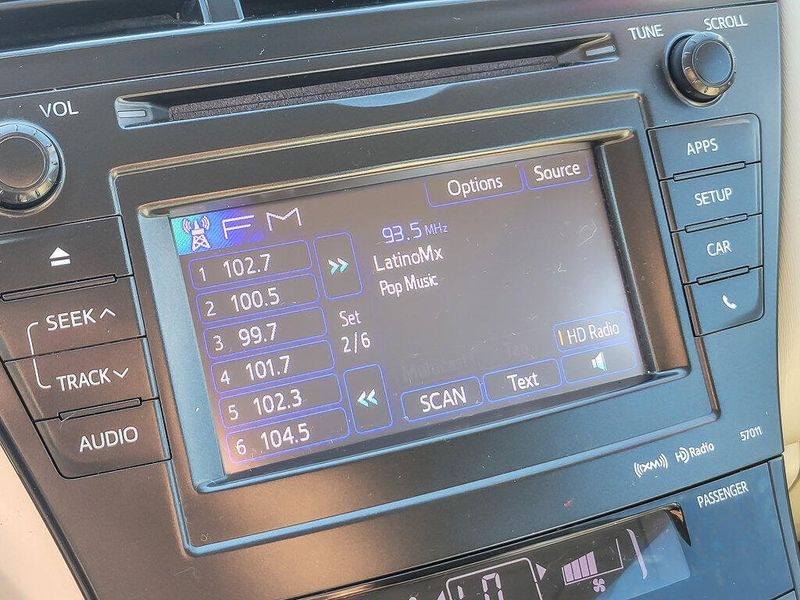 TUNE
SCROLL
VOL
APPS
SETUP
CAR
SEEK
TRACK
AUDIO
FM
Options
Source
93.5 MHz
LatinoMx
Pop Music
1 102.7
2 100.5
3 99.7
4 101.7
5 102.3
6 104.5
Set
2/6
HD Radio
SCAN
Text
((XM))
HD Radio
57011
PASSENGER
LO